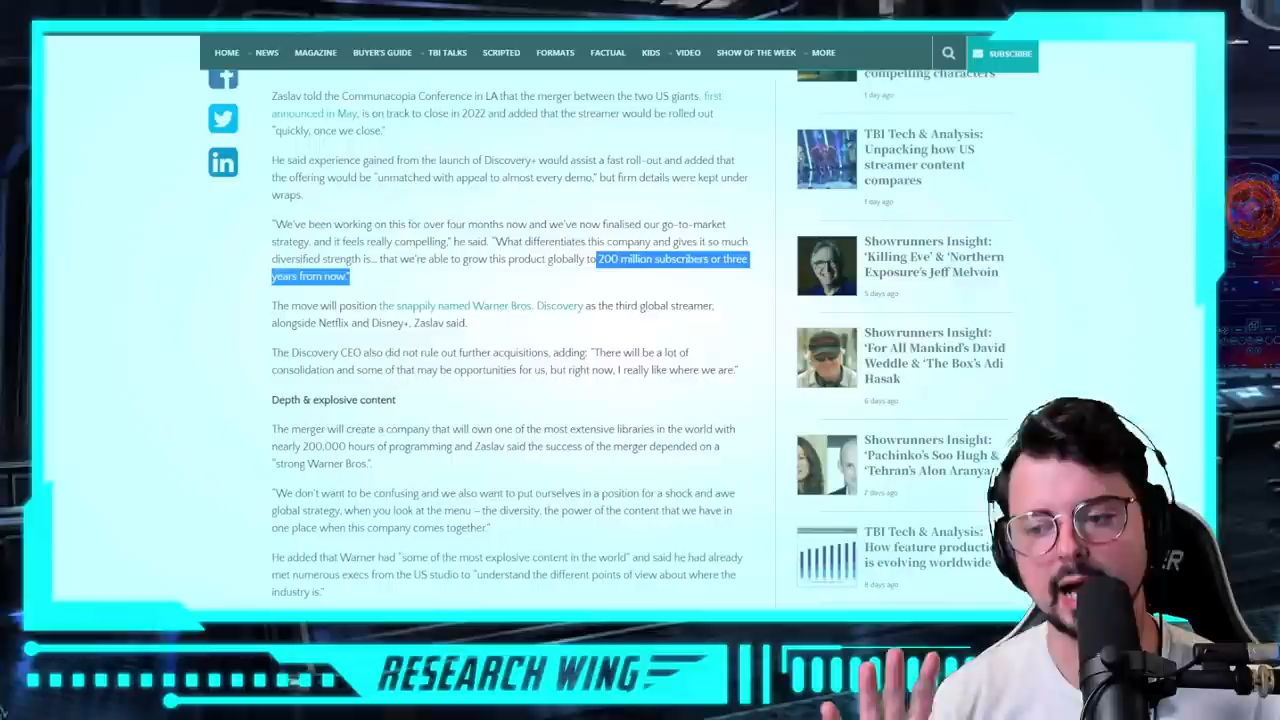 HOME NEWS MAGAZINE BUYER'S GUIDE TBI TALKS SCRIPTED FORMATS FACTUAL KIDS VIDEO SHOW OF THE WEEK MORE SUBSCRIBE
Zaslav told the Communacopia Conference in LA that the merger between the two US giants, first
announced in May, is on track to close in 2022 and added that the streamer would be rolled out
"quickly, once we close."
He said experience gained from the launch of Discovery+ would assist a fast roll-out and added that
the offering would be "unmatched with appeal to almost every demo," but firm details were kept under
wraps.
"We've been working on this for over four months now and we've now finalised our go-to-market
strategy, and it feels really compelling," he said. "What differentiates this company and gives it so much
diversified strength is… that we're able to grow this product globally to 200 million subscribers or three
years from now."
The move will position the snappily named Warner Bros. Discovery as the third global streamer,
alongside Netflix and Disney+, Zaslav said.
The Discovery CEO also did not rule out further acquisitions, adding: "There will be a lot of
consolidation and some of that may be opportunities for us, but right now, I really like where we are."
Depth & explosive content
The merger will create a company that will own one of the most extensive libraries in the world with
nearly 200,000 hours of programming and Zaslav said the success of the merger depended on a
"strong Warner Bros.".
"We don't want to be confusing and we also want to put ourselves in a position for a shock and awe
global strategy, when you look at the menu – the diversity, the power of the content that we have in
one place when this company comes together."
He added that Warner had "some of the most explosive content in the world" and said he had already
met numerous execs from the US studio to "understand the different points of view about where the
industry is."
compelling characters
1 day ago
TBI Tech & Analysis:
Unpacking how US
streamer content
compares
1 day ago
Showrunners Insight:
'Killing Eve' & 'Northern
Exposure's Jeff Melvoin
5 days ago
Showrunners Insight:
'For All Mankind's David
Weddle & 'The Box's Adi
Hasak
6 days ago
Showrunners Insight:
'Pachinko's Soo Hugh &
'Tehran's Alon Aranya
7 days ago
TBI Tech & Analysis:
How feature producti
is evolving worldwide
8 days ago
RESEARCH WING